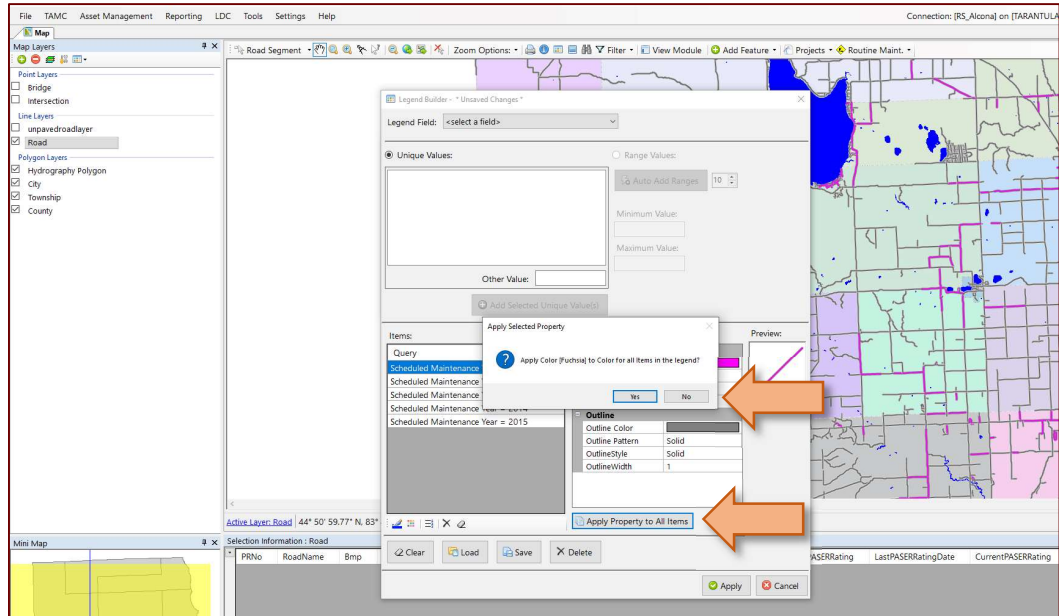 File TAMC Asset Management Reporting LDC Tools Settings Help Connection: [RS_Alcona] on [TARANTULA
Map
Map Layers
Road Segment Zoom Options: Filter View Module Add Feature Projects Routine Maint.
Point Layers
Bridge
Intersection
Line Layers
unpavedroadlayer
Road
Polygon Layers
Hydrography Polygon
City
Township
County
Legend Builder - * Unsaved Changes *
Legend Field: <select a field>
Unique Values: Range Values:
Auto Add Ranges 10
Minimum Value:
Maximum Value:
Other Value:
Add Selected Unique Value(s)
Items: Preview:
Query
Apply Selected Property
Apply Color [Fuchsia] to Color for all Items in the legend?
Yes No
Scheduled Maintenance
Scheduled Maintenance
Scheduled Maintenance
Scheduled Maintenance Year = 2014
Scheduled Maintenance Year = 2015
Outline
Outline Color
Outline Pattern Solid
OutlineStyle Solid
OutlineWidth 1
Apply Property to All Items
Clear Load Save Delete
Apply Cancel
Active Layer: Road 44° 50' 59.77" N, 83°
Mini Map
Selection Information : Road
PRNo RoadName Bmp PASERRating LastPASERRatingDate CurrentPASERRating